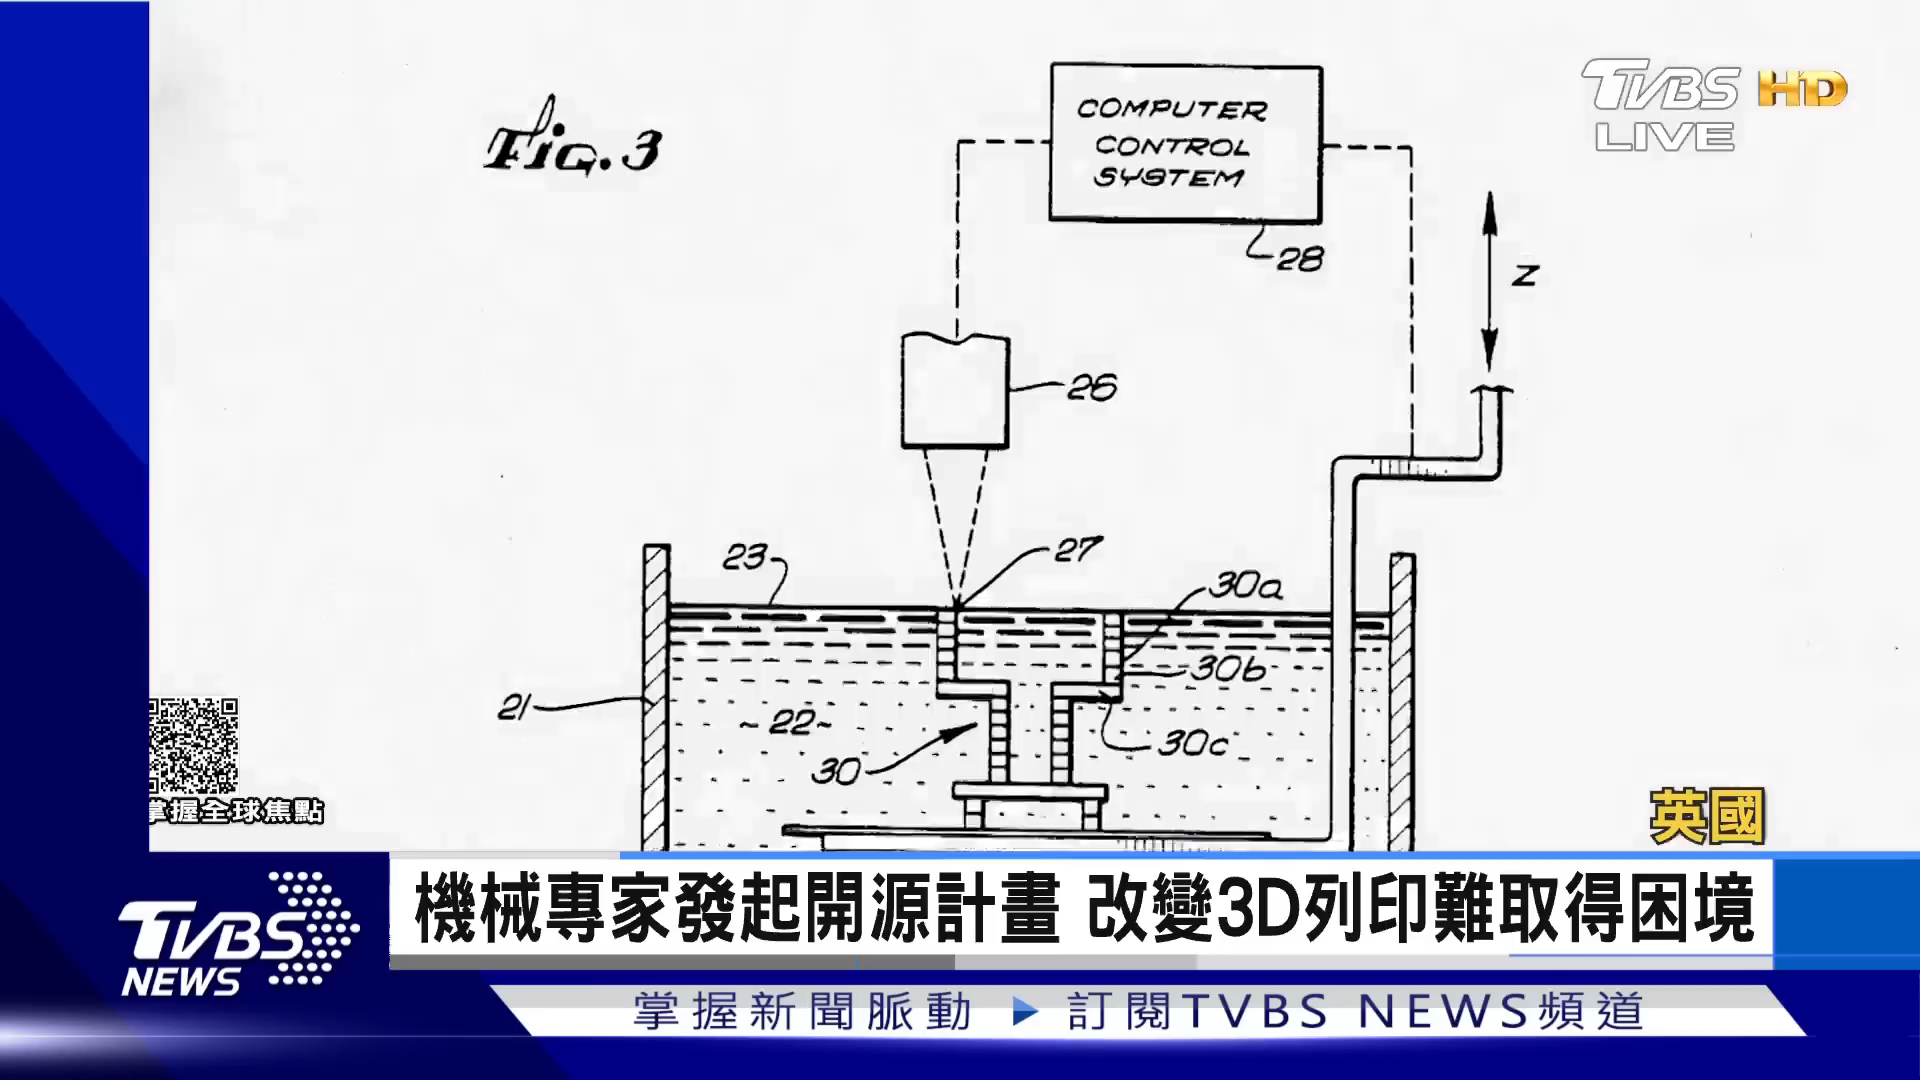 Fig. 3
COMPUTER
CONTROL
SYSTEM
28
Z
TVBS HD
LIVE
26
23
27
30a
30b
21
~22~
30
30c
掌握全球焦點
英國
TVBS
NEWS
機械專家發起開源計畫 改變3D列印難取得困境
掌握新聞脈動 ▶ 訂閱TVBS NEWS頻道